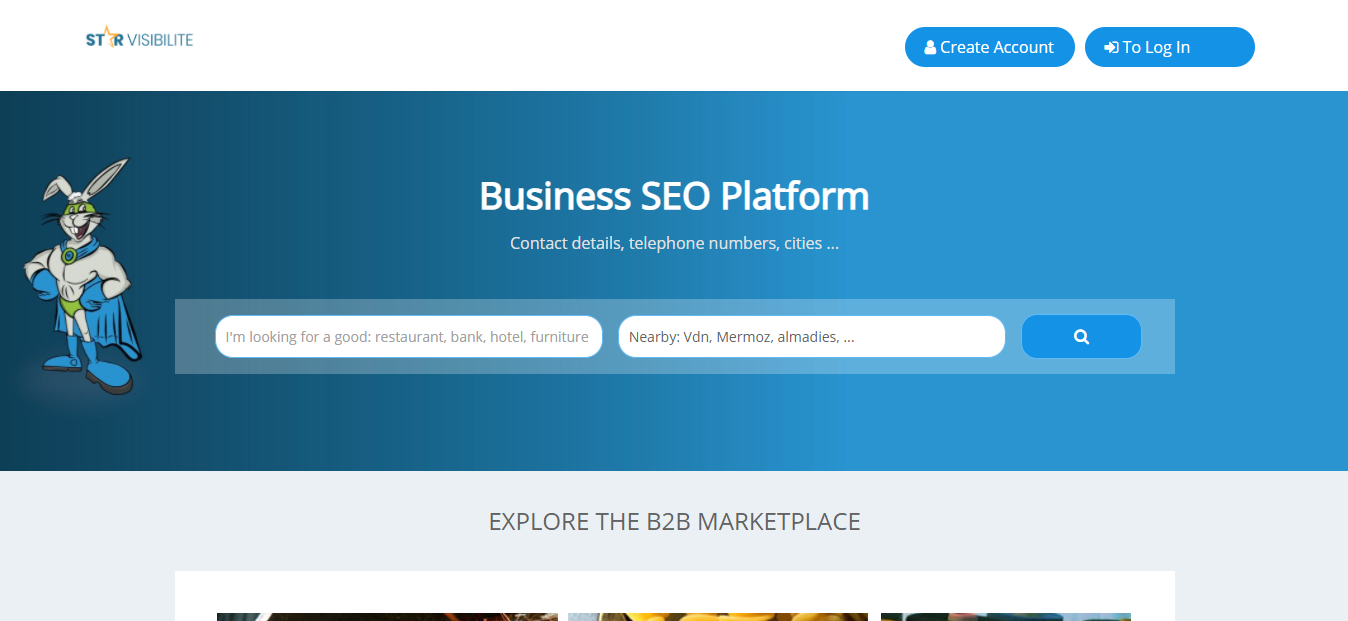 STAR VISIBILITE
Create Account
To Log In
Business SEO Platform
Contact details, telephone numbers, cities ...
I'm looking for a good: restaurant, bank, hotel, furniture
Nearby: Vdn, Mermoz, almadies, ...
EXPLORE THE B2B MARKETPLACE